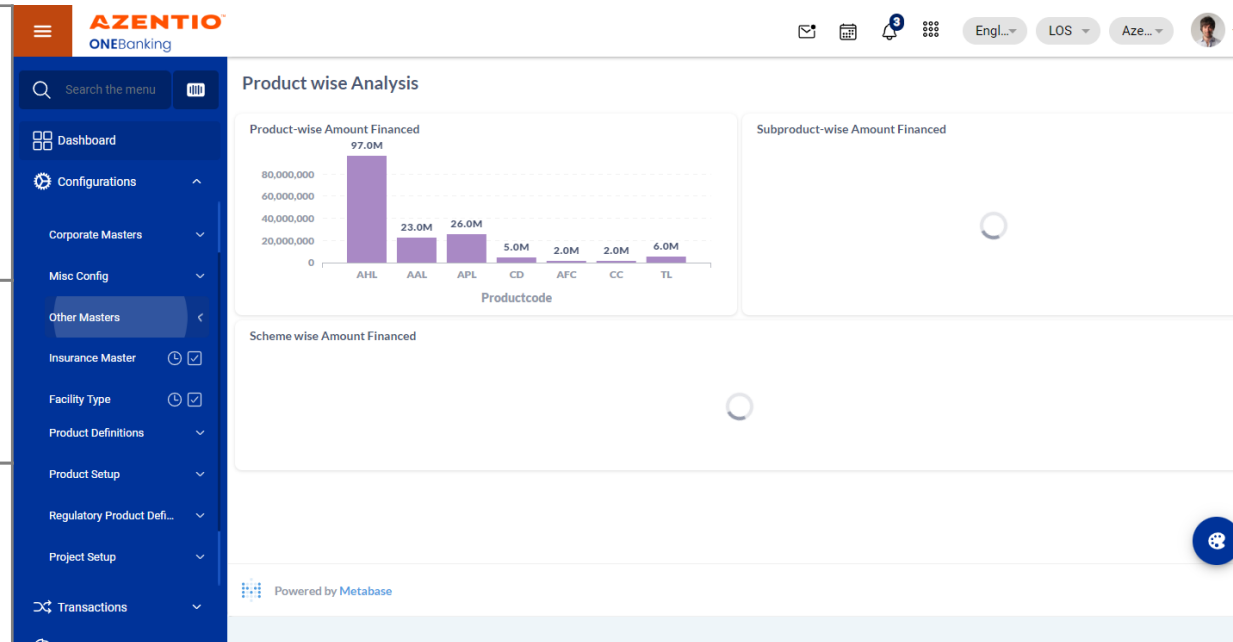 AZENTIO
ONEBanking
3
Engl...
LOS
Aze...
Search the menu
Dashboard
Configurations
Corporate Masters
Misc Config
Other Masters
Insurance Master
Facility Type
Product Definitions
Product Setup
Regulatory Product Defi...
Project Setup
Transactions
Product wise Analysis
Product-wise Amount Financed
97.0M
80,000,000
60,000,000
40,000,000
20,000,000
0
23.0M
26.0M
5.0M
2.0M
2.0M
6.0M
AHL AAL APL CD AFC CC TL
Productcode
Subproduct-wise Amount Financed
Scheme wise Amount Financed
Powered by Metabase